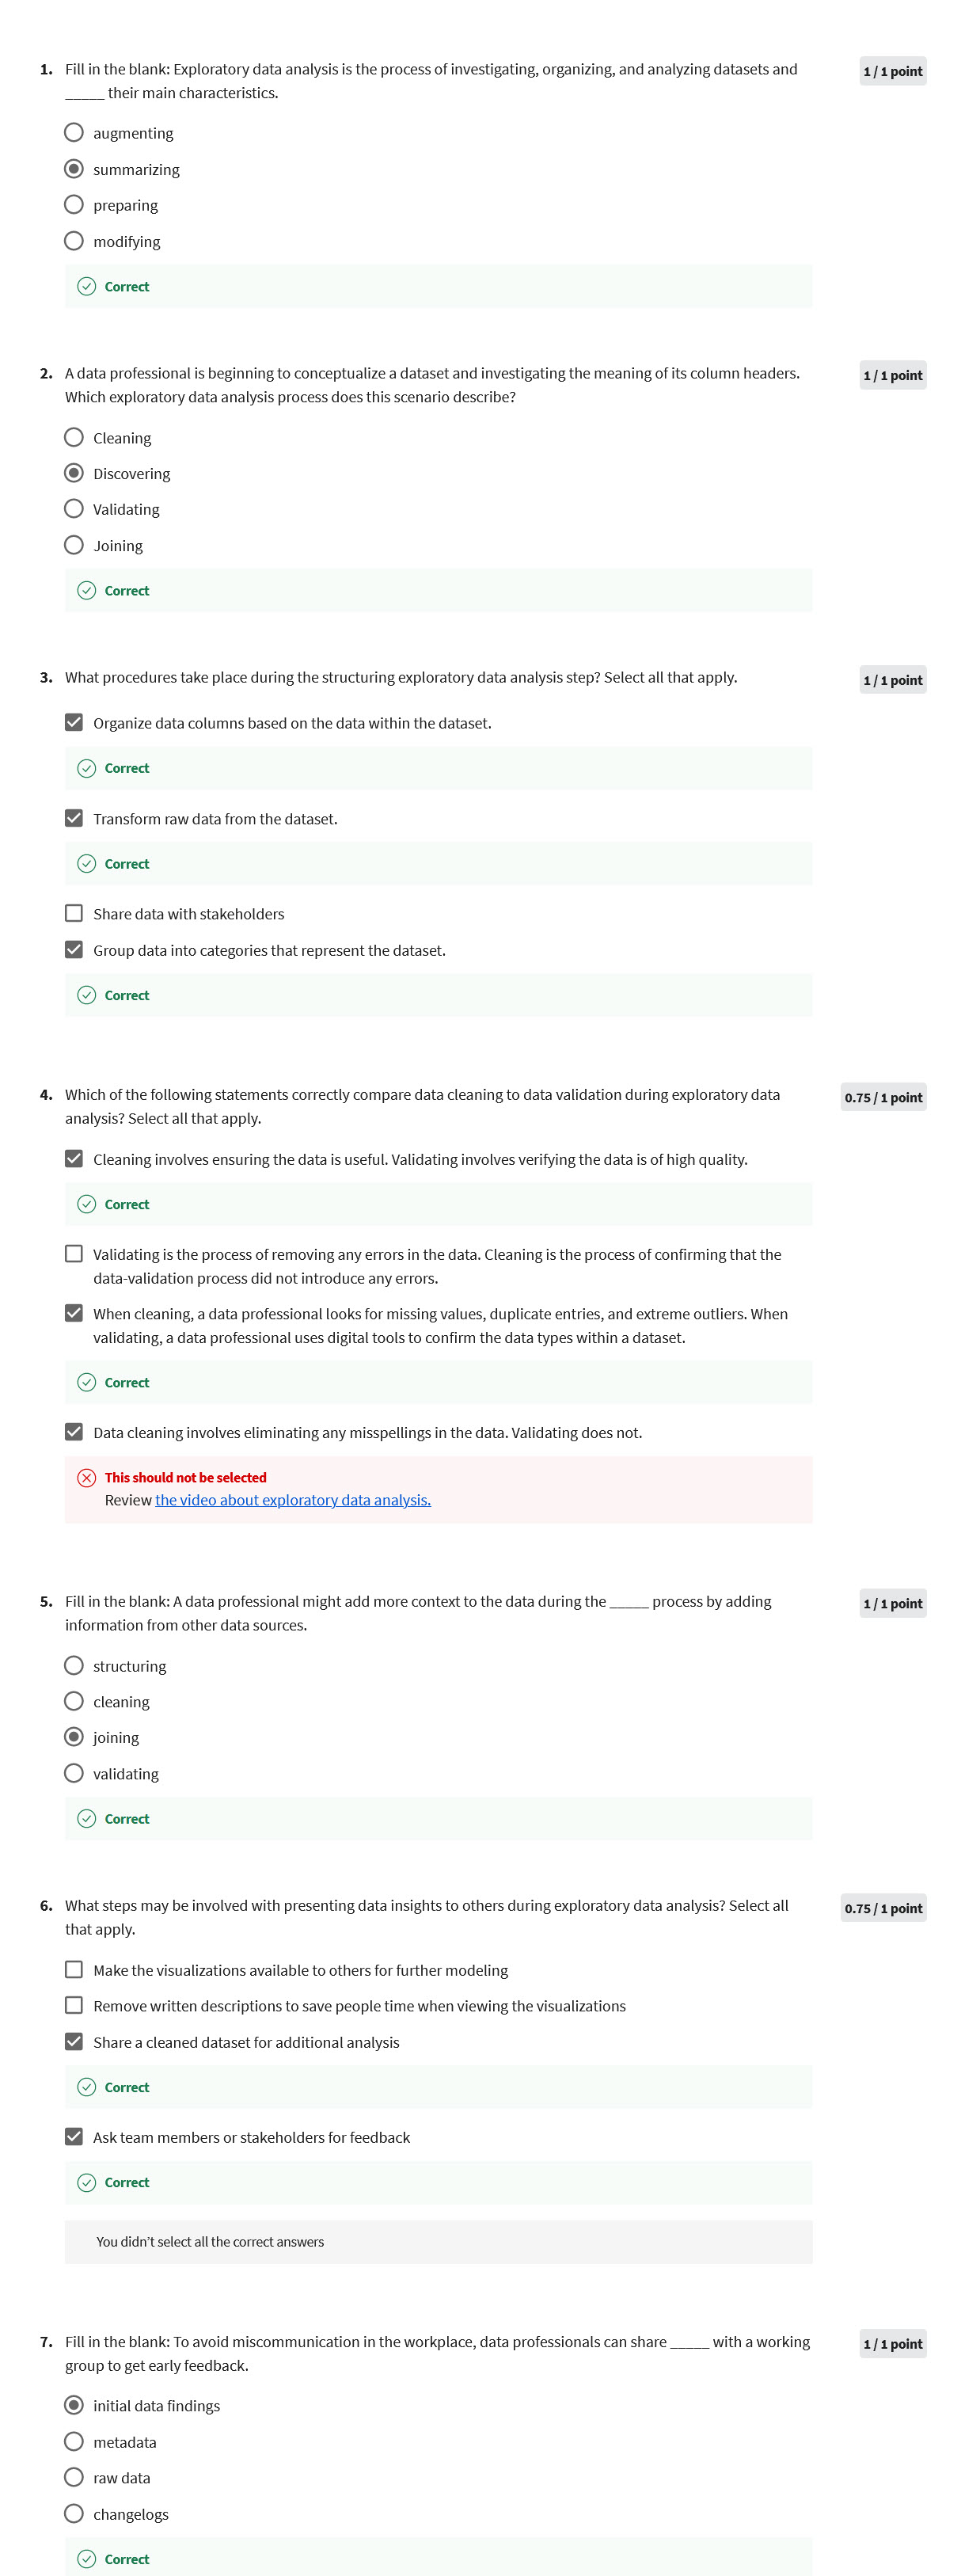 1. Fill in the blank: Exploratory data analysis is the process of investigating, organizing, and analyzing datasets and
_____ their main characteristics.
1 / 1 point
augmenting
summarizing
preparing
modifying
Correct
2. A data professional is beginning to conceptualize a dataset and investigating the meaning of its column headers.
Which exploratory data analysis process does this scenario describe?
1 / 1 point
Cleaning
Discovering
Validating
Joining
Correct
3. What procedures take place during the structuring exploratory data analysis step? Select all that apply.
1 / 1 point
Organize data columns based on the data within the dataset.
Correct
Transform raw data from the dataset.
Correct
Share data with stakeholders
Group data into categories that represent the dataset.
Correct
4. Which of the following statements correctly compare data cleaning to data validation during exploratory data
analysis? Select all that apply.
0.75 / 1 point
Cleaning involves ensuring the data is useful. Validating involves verifying the data is of high quality.
Correct
Validating is the process of removing any errors in the data. Cleaning is the process of confirming that the
data-validation process did not introduce any errors.
When cleaning, a data professional looks for missing values, duplicate entries, and extreme outliers. When
validating, a data professional uses digital tools to confirm the data types within a dataset.
Correct
Data cleaning involves eliminating any misspellings in the data. Validating does not.
This should not be selected
Review the video about exploratory data analysis.
5. Fill in the blank: A data professional might add more context to the data during the _____ process by adding
information from other data sources.
1 / 1 point
structuring
cleaning
joining
validating
Correct
6. What steps may be involved with presenting data insights to others during exploratory data analysis? Select all
that apply.
0.75 / 1 point
Make the visualizations available to others for further modeling
Remove written descriptions to save people time when viewing the visualizations
Share a cleaned dataset for additional analysis
Correct
Ask team members or stakeholders for feedback
Correct
You didn’t select all the correct answers
7. Fill in the blank: To avoid miscommunication in the workplace, data professionals can share _____ with a working
group to get early feedback.
1 / 1 point
initial data findings
metadata
raw data
changelogs
Correct